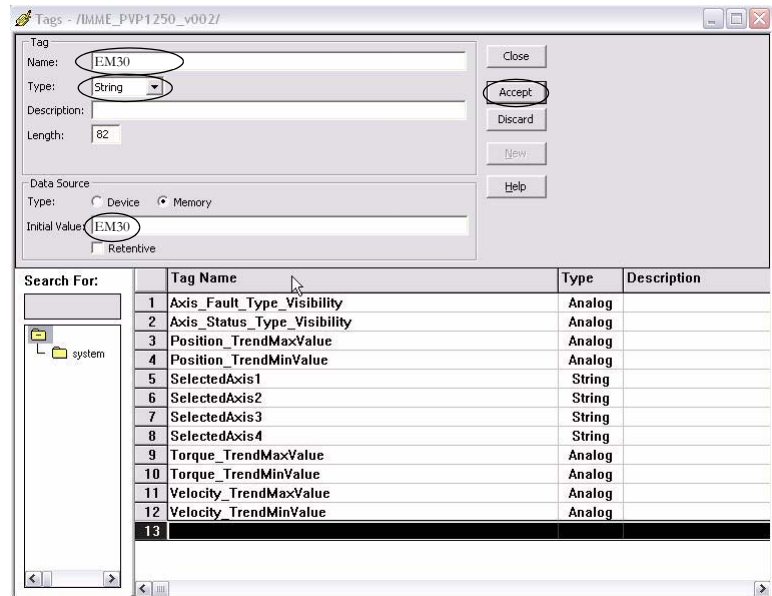 Tags - /IMME_PVP1250_v002/
Tag
Name: EM30
Close
Type: String
Accept
Description:
Discard
Length: 82
New
Data Source
Help
Type: Device Memory
Initial Value: EM30
Retentive
Search For:
system
Tag Name Type Description
1 Axis_Fault_Type_Visibility Analog
2 Axis_Status_Type_Visibility Analog
3 Position_TrendMaxValue Analog
4 Position_TrendMinValue Analog
5 SelectedAxis1 String
6 SelectedAxis2 String
7 SelectedAxis3 String
8 SelectedAxis4 String
9 Torque_TrendMaxValue Analog
10 Torque_TrendMinValue Analog
11 Velocity_TrendMaxValue Analog
12 Velocity_TrendMinValue Analog
13